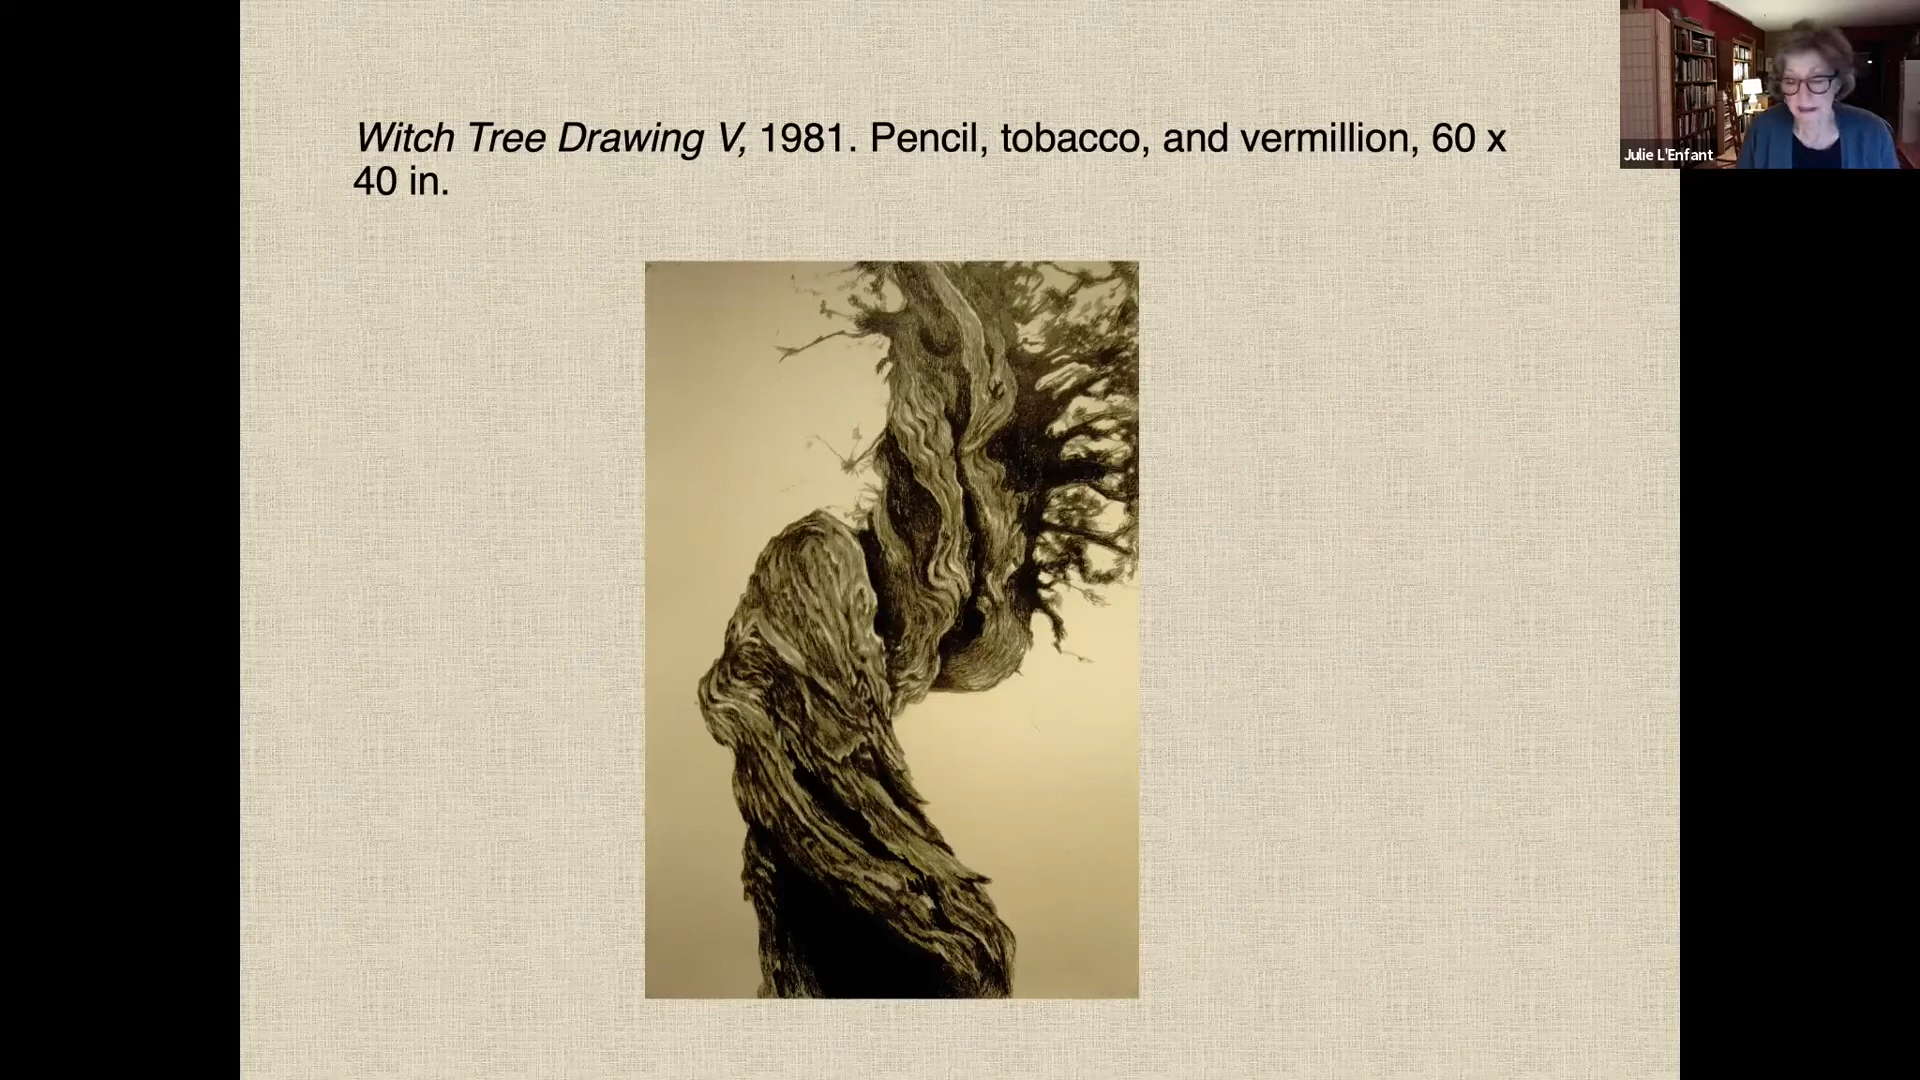 Witch Tree Drawing V, 1981. Pencil, tobacco, and vermillion, 60 x
40 in.
Julie L'Enfant